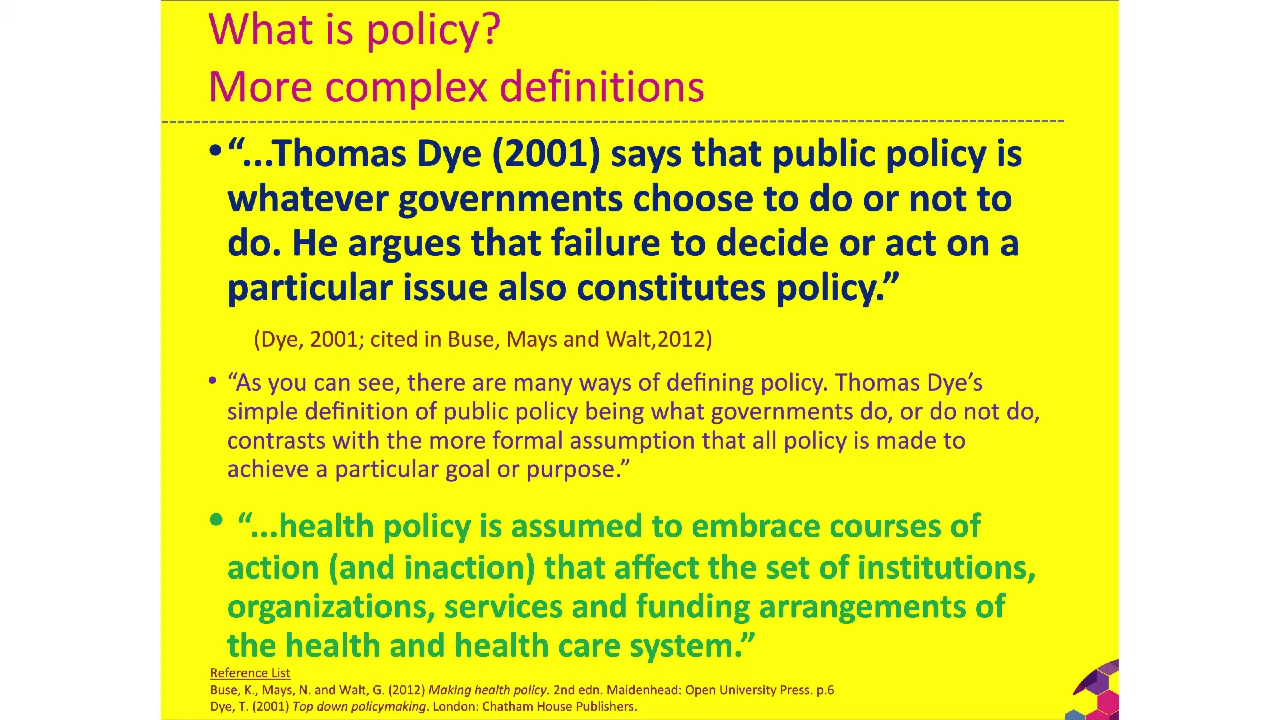 What is policy?
More complex definitions
•“...Thomas Dye (2001) says that public policy is
whatever governments choose to do or not to
do. He argues that failure to decide or act on a
particular issue also constitutes policy.”
(Dye, 2001; cited in Buse, Mays and Walt,2012)
• “As you can see, there are many ways of defining policy. Thomas Dye’s
simple definition of public policy being what governments do, or do not do,
contrasts with the more formal assumption that all policy is made to
achieve a particular goal or purpose.”
• “...health policy is assumed to embrace courses of
action (and inaction) that affect the set of institutions,
organizations, services and funding arrangements of
the health and health care system.”
Reference List
Buse, K., Mays, N. and Walt, G. (2012) Making health policy. 2nd edn. Maidenhead: Open University Press. p.6
Dye, T. (2001) Top down policymaking. London: Chatham House Publishers.